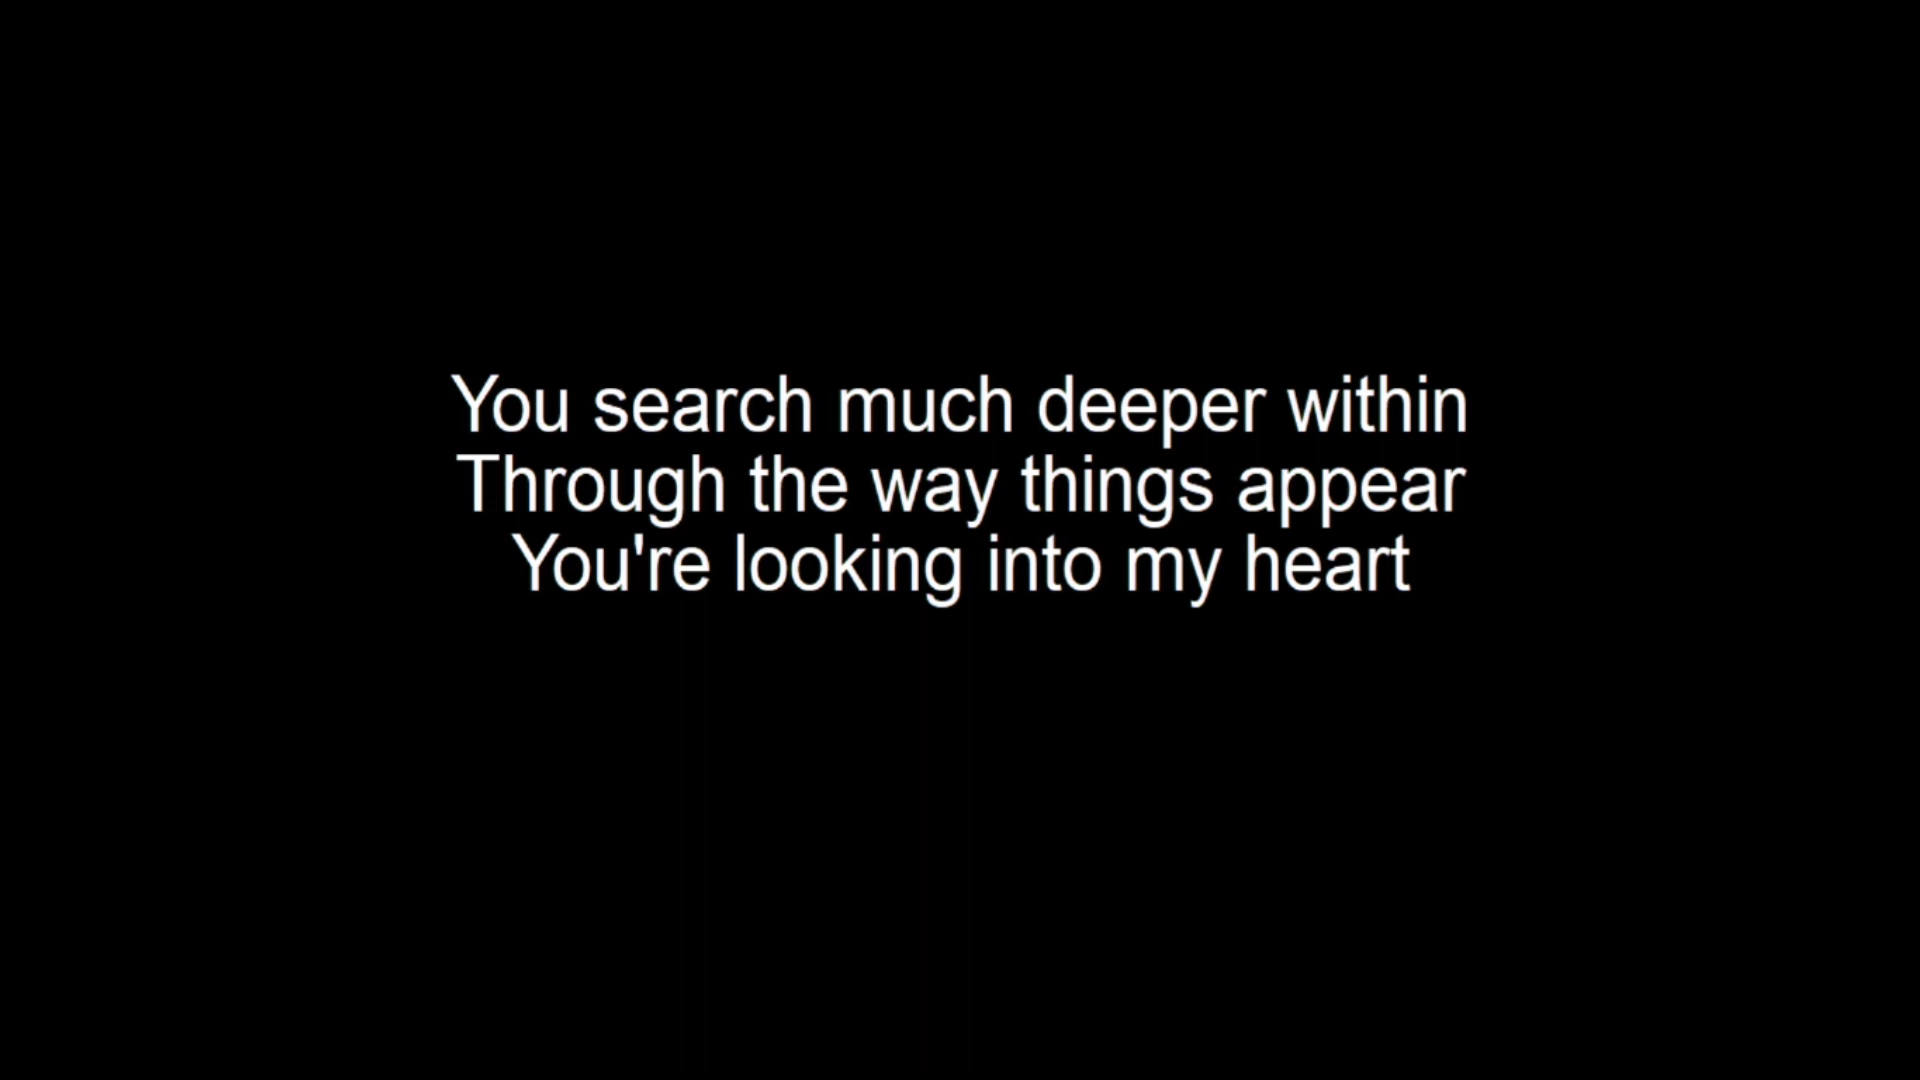 You search much deeper within
Through the way things appear
You're looking into my heart